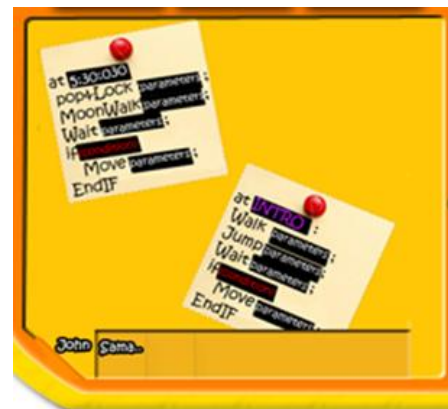 at 5:30:030
pop&Lock parameters ;
MoonWalk parameters ;
Wait parameters ;
if condition
Move parameters ;
EndIF
at INTRO :
Walk parameters ;
Jump parameters ;
Wait parameters ;
if condition
Move parameters ;
EndIF
John Sama..